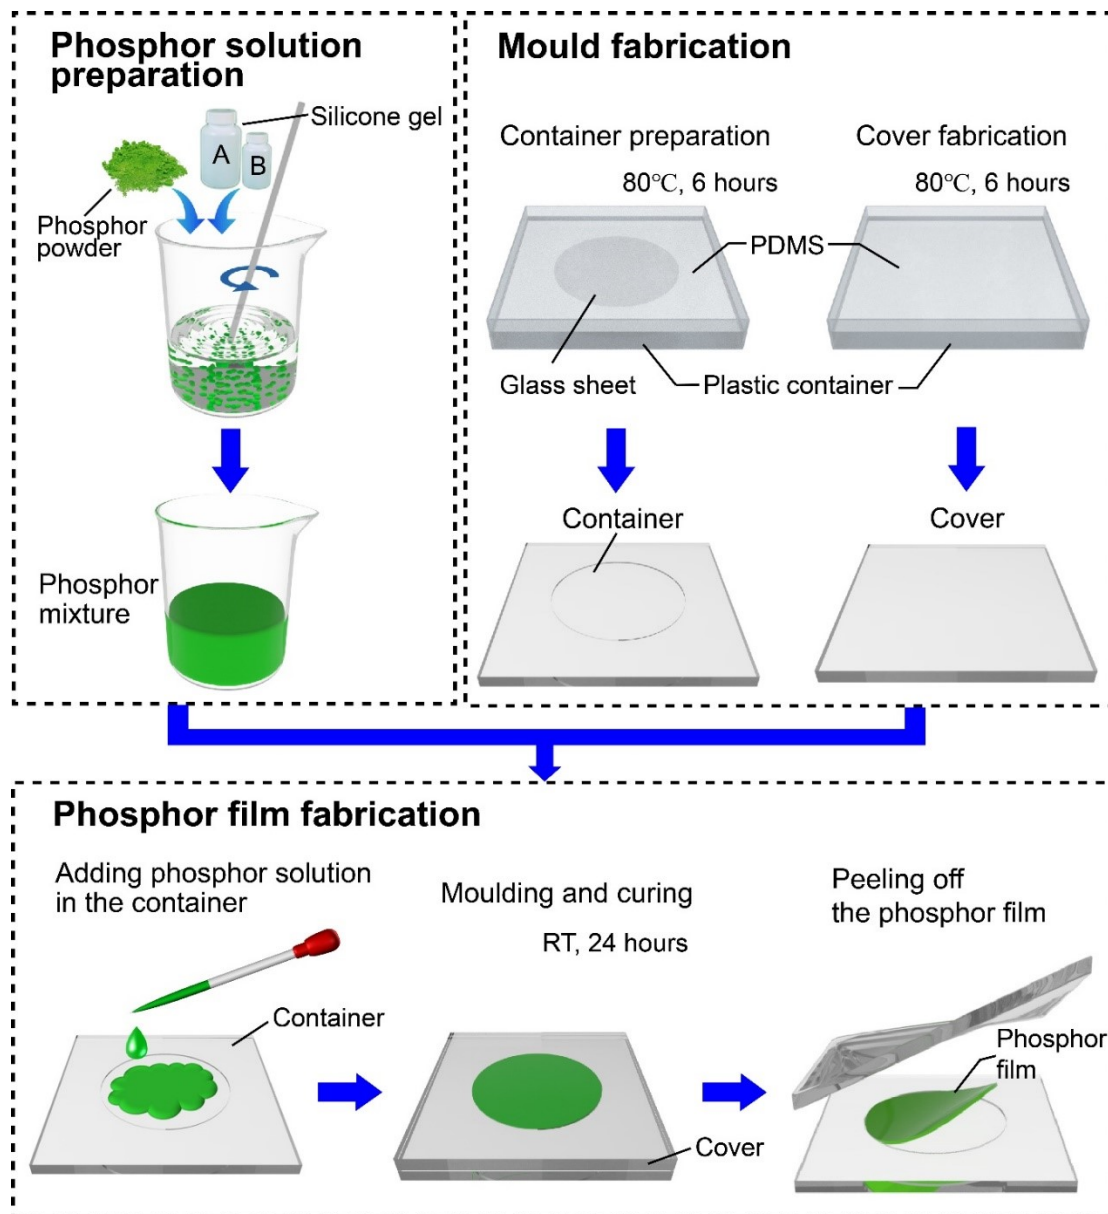 Phosphor solution
preparation
Silicone gel
A
B
Phosphor
powder
Phosphor
mixture
Mould fabrication
Container preparation
80℃, 6 hours
Cover fabrication
80℃, 6 hours
PDMS
Glass sheet
Plastic container
Container
Cover
Phosphor film fabrication
Adding phosphor solution
in the container
Container
Moulding and curing
RT, 24 hours
Cover
Peeling off
the phosphor film
Phosphor
film